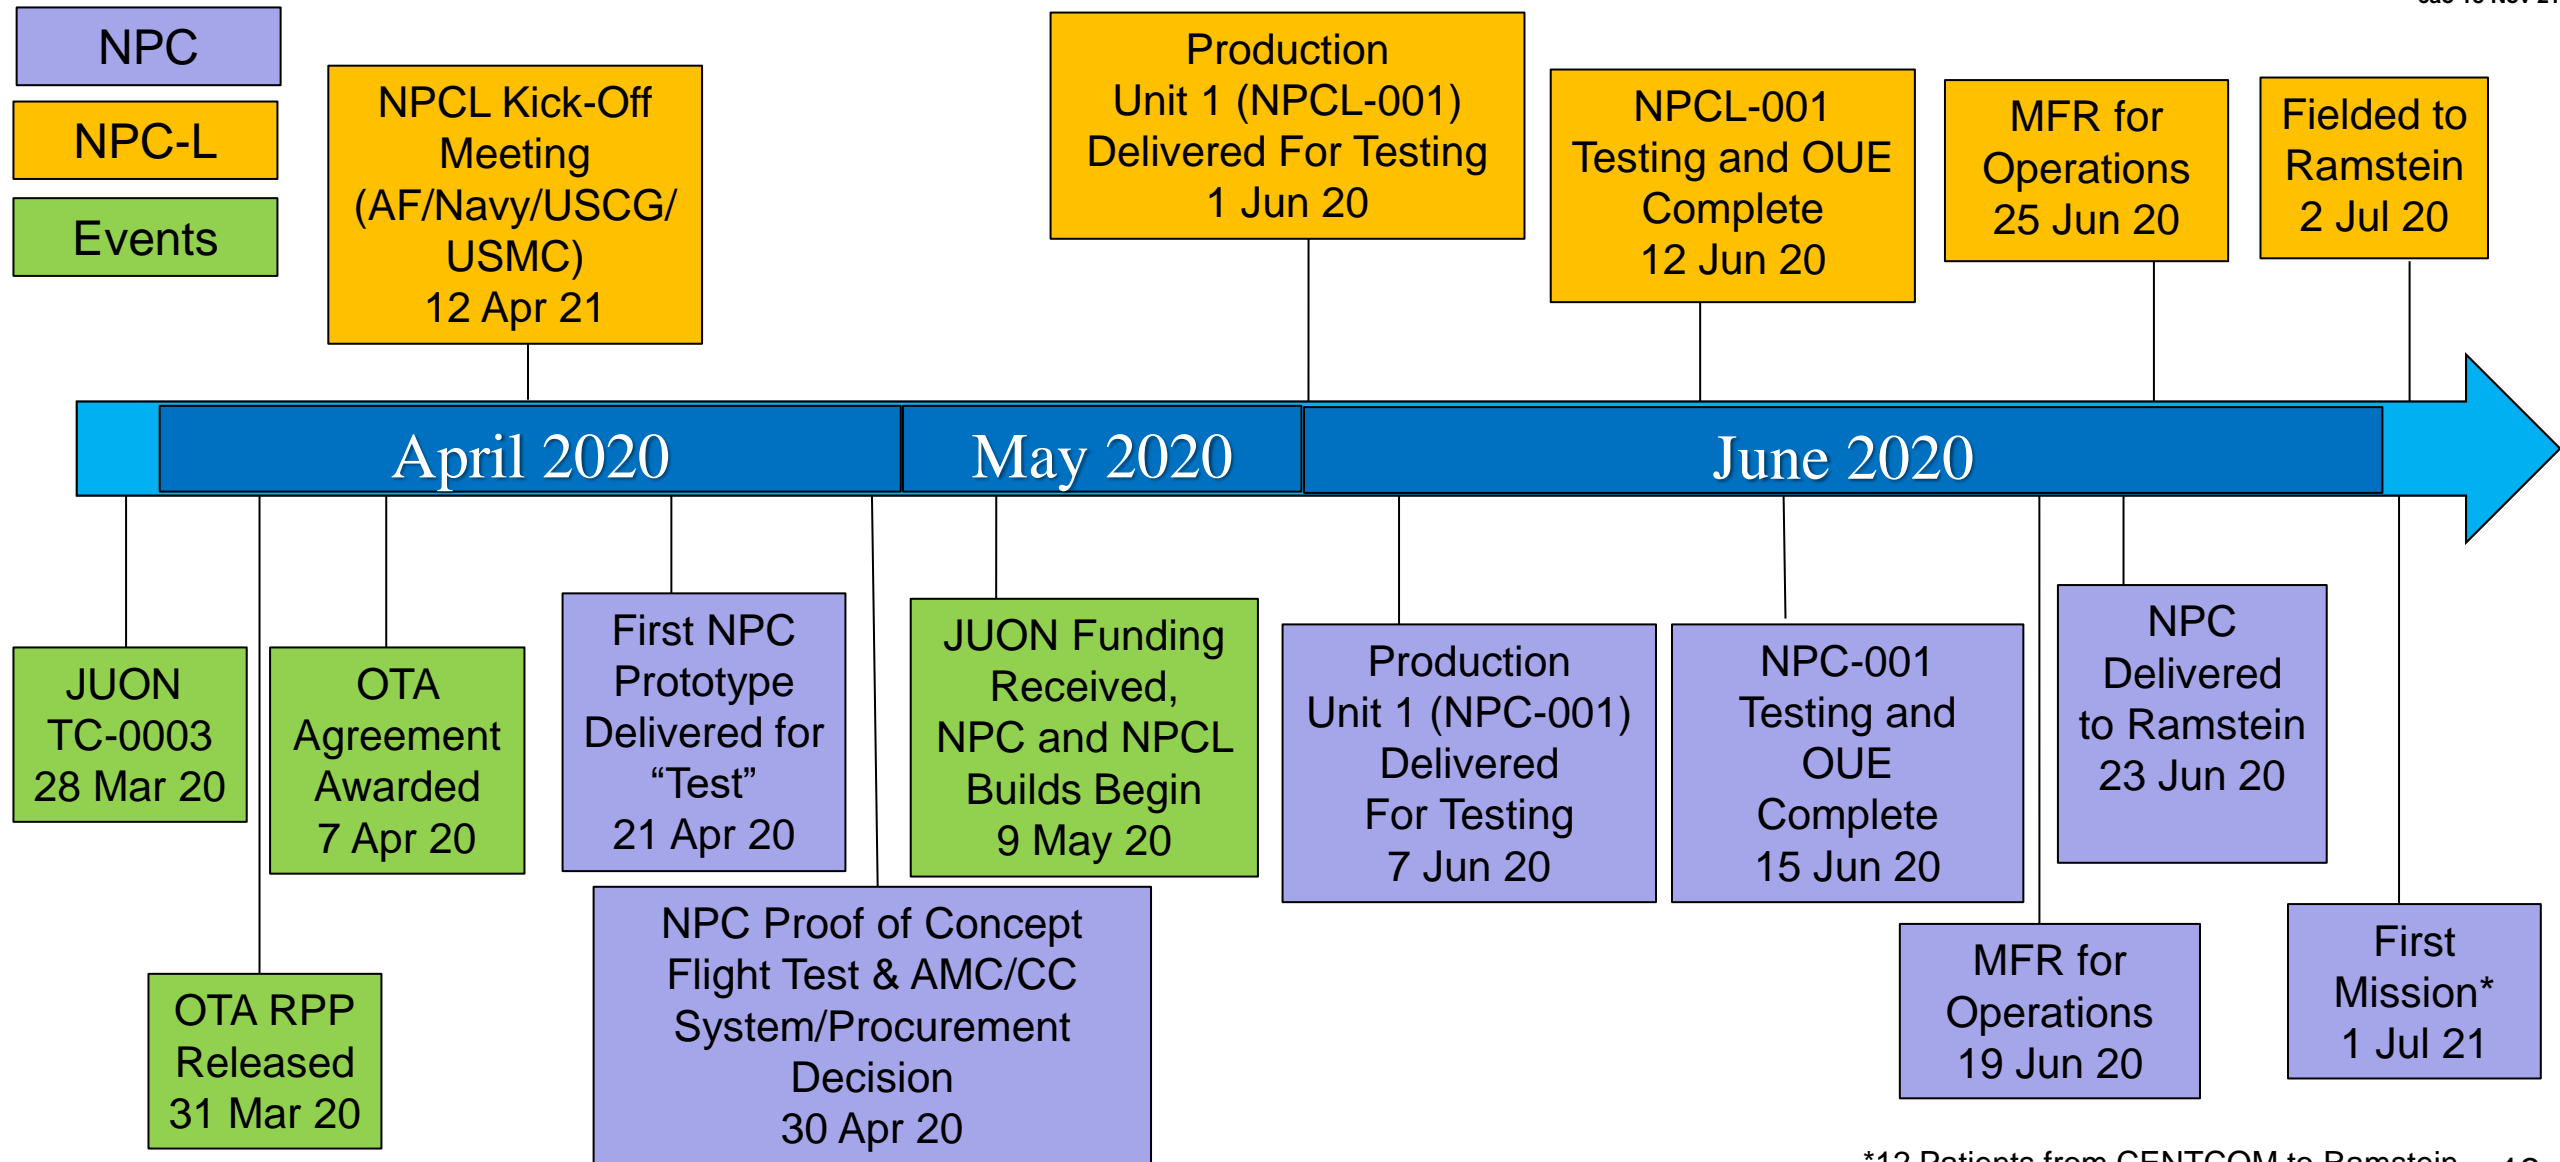 NPC
NPC-L
Events
NPCL Kick-Off
Meeting
(AF/Navy/USCG/
USMC)
12 Apr 21
Production
Unit 1 (NPCL-001)
Delivered For Testing
1 Jun 20
NPCL-001
Testing and OUE
Complete
12 Jun 20
MFR for
Operations
25 Jun 20
Fielded to
Ramstein
2 Jul 20
April 2020
May 2020
June 2020
JUON
TC-0003
28 Mar 20
OTA RPP
Released
31 Mar 20
OTA
Agreement
Awarded
7 Apr 20
First NPC
Prototype
Delivered for
“Test”
21 Apr 20
NPC Proof of Concept
Flight Test & AMC/CC
System/Procurement
Decision
30 Apr 20
JUON Funding
Received,
NPC and NPCL
Builds Begin
9 May 20
Production
Unit 1 (NPC-001)
Delivered
For Testing
7 Jun 20
NPC-001
Testing and
OUE
Complete
15 Jun 20
MFR for
Operations
19 Jun 20
NPC
Delivered
to Ramstein
23 Jun 20
First
Mission*
1 Jul 21
*12 Patients from CENTCOM to Ramstein